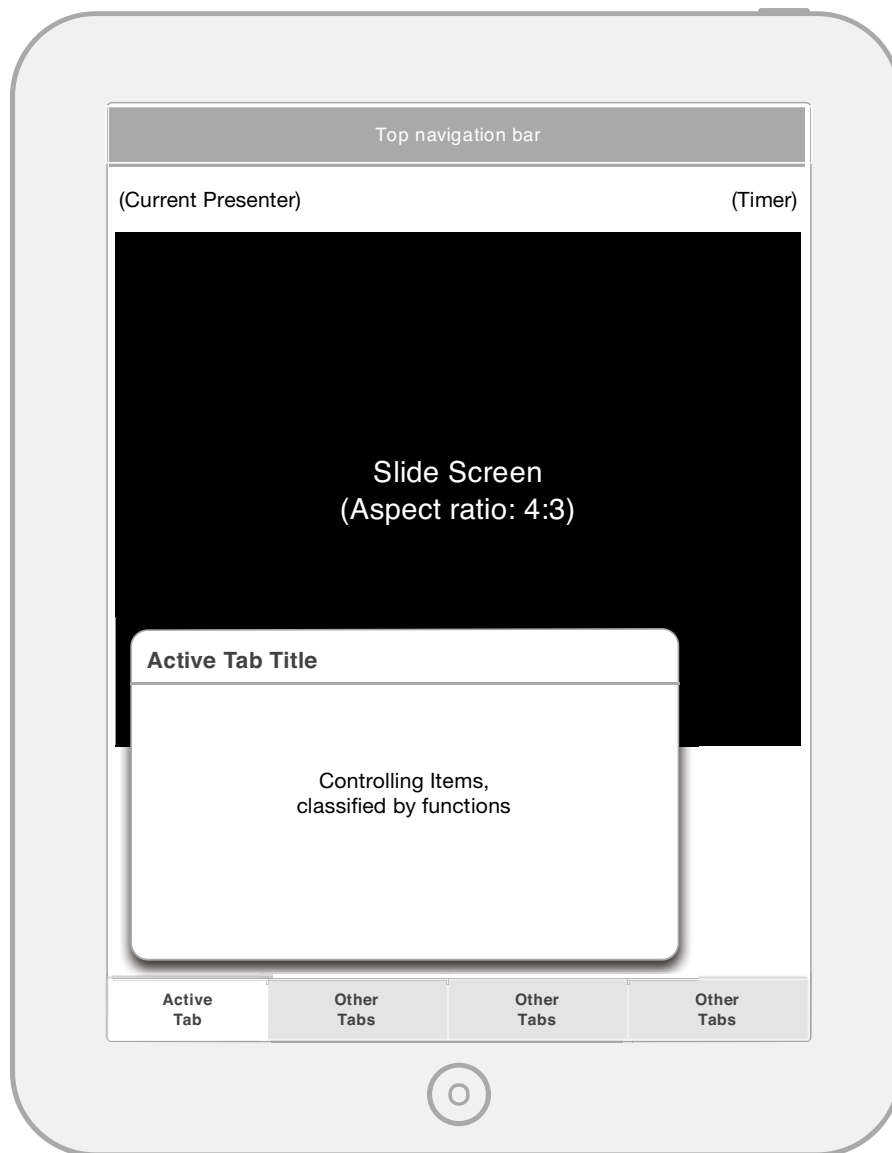 Top navigation bar
(Current Presenter)
(Timer)
Slide Screen
(Aspect ratio: 4:3)
Active Tab Title
Controlling Items,
classified by functions
Active
Tab
Other
Tabs
Other
Tabs
Other
Tabs